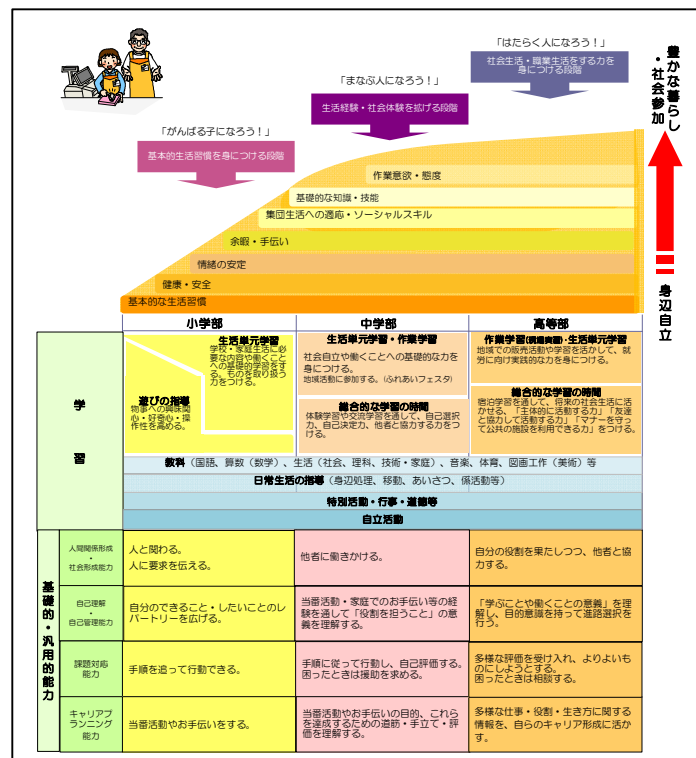 「はたらく人になろう！」
社会生活・職業生活をする力を
身につける段階
「まなぶ人になろう！」
生活経験・社会体験を拡げる段階
「がんばる子になろう！」
基本的生活習慣を身につける段階
豊かな暮らし
・社会参加
身辺自立
作業意欲・態度
基礎的な知識・技能
集団生活への適応・ソーシャルスキル
余暇・手伝い
情緒の安定
健康・安全
基本的な生活習慣
小学部
中学部
高等部
学習
生活単元学習
学校・家庭生活に必
要な内容や働くこと
への基礎的学習をす
る。ものを取り扱う
力をつける。
遊びの指導
物事への興味関
心・好奇心・操
作性を高める。
生活単元学習・作業学習
社会自立や働くことへの基礎的な力を
身につける。
地域活動に参加する。(ふれあいフェスタ)
総合的な学習の時間
体験学習や交流学習を通して、自己選択
力、自己決定力、他者と協力する力をつ
ける。
作業学習(現場実習)・生活単元学習
地域での販売活動や学習を活かして、就
労に向け実践的な力を身につける。
総合的な学習の時間
宿泊学習を通して、将来の社会生活に活
かせる、「主体的に活動する力」「友達
と協力して活動する力」「マナーを守っ
て公共の施設を利用できる力」をつける。
教科（国語、算数（数学）、生活（社会、理科、技術・家庭）、音楽、体育、図画工作（美術）等
日常生活の指導（身辺処理、移動、あいさつ、係活動等）
特別活動・行事・道徳等
自立活動
基礎的・汎用的能力
人間関係形成
・
社会形成能力
人と関わる。
人に要求を伝える。
他者に働きかける。
自分の役割を果たしつつ、他者と協
力する。
自己理解
・
自己管理能力
自分のできること・したいことのレ
パートリーを広げる。
当番活動・家庭でのお手伝い等の経
験を通して「役割を担うこと」の意
義を理解する。
「学ぶことや働くことの意義」を理
解し、目的意識を持って進路選択を
行う。
課題対応
能力
手順を追って行動できる。
手順に従って行動し、自己評価する。
困ったときは援助を求める。
多様な評価を受け入れ、よりよいもの
にしようとする。
困ったときは相談する。
キャリアプ
ランニング
能力
当番活動やお手伝いをする。
当番活動やお手伝いの目的、これら
を達成するための道筋・手立て・評
価を理解する。
多様な仕事・役割・生き方に関する
情報を、自らのキャリア形成に活か
す。